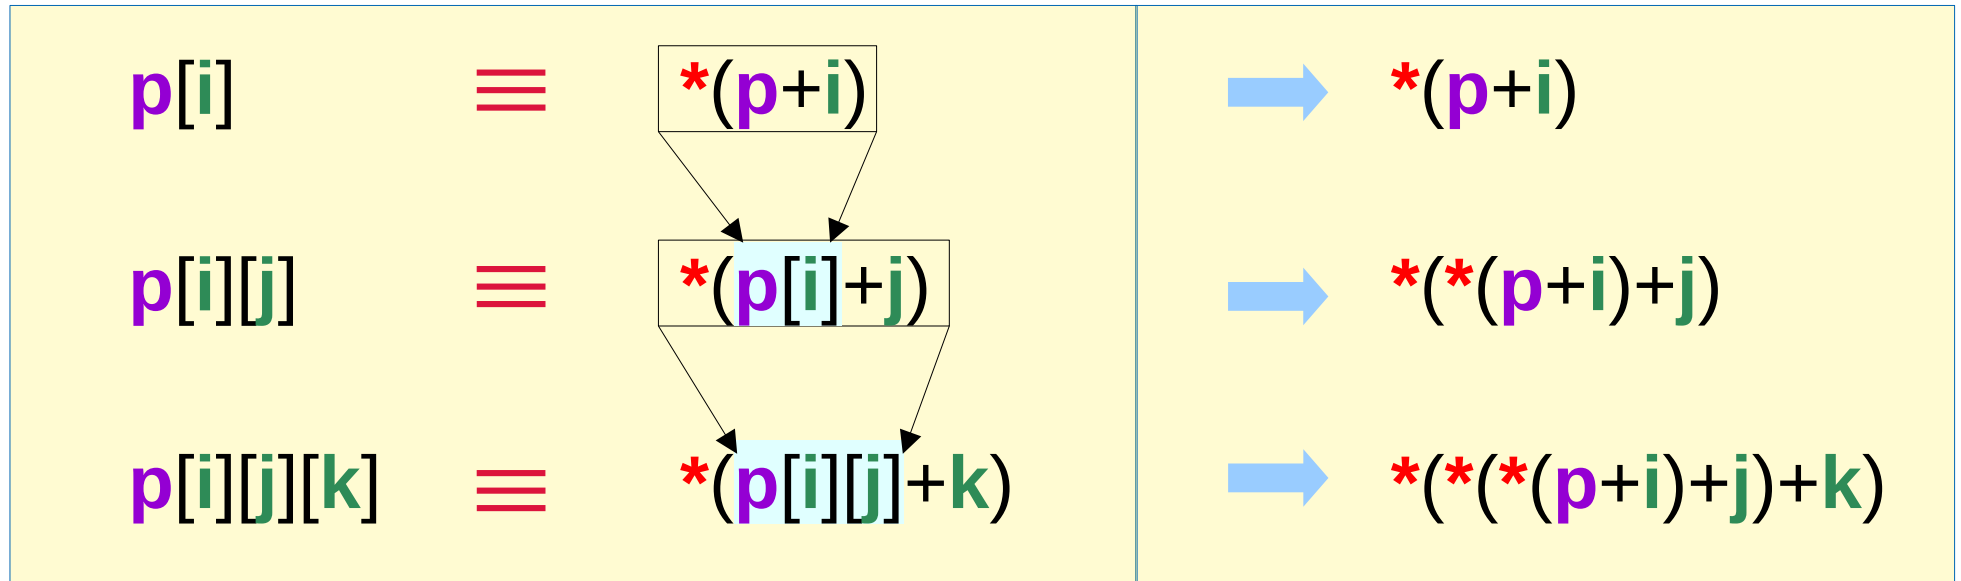 p[i] ≡ *(p+i) *(p+i)
p[i][j] ≡ *(p[i]+j) *(*(p+i)+j)
p[i][j][k] ≡ *(p[i][j]+k) *(*(*(p+i)+j)+k)